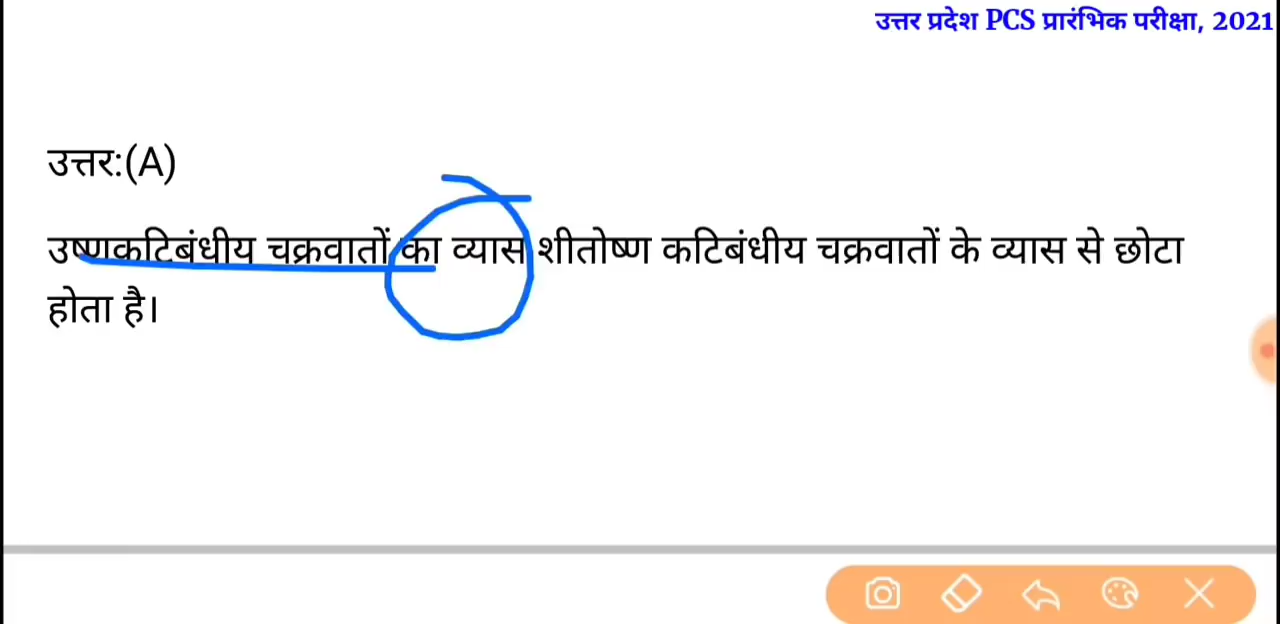 उत्तर प्रदेश PCS प्रारंभिक परीक्षा, 2021
उत्तर:(A)
उष्णकटिबंधीय चक्रवातों का व्यास शीतोष्ण कटिबंधीय चक्रवातों के व्यास से छोटा
होता है।